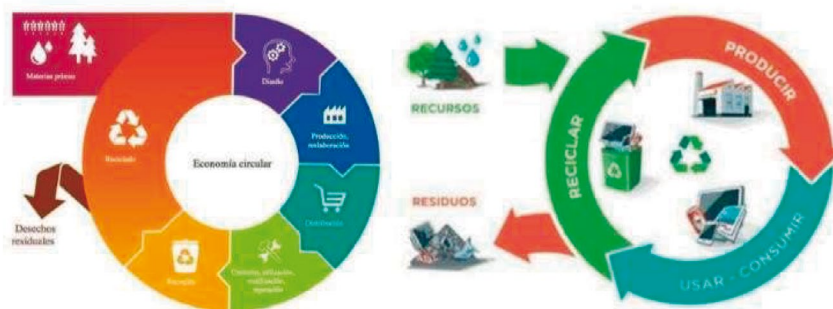 Materias primas
Diseño
Producción,
reelaboración
Distribución
Consumo, utilización,
reutilización,
reparación
Recogida
Reciclado
Economía circular
Desechos
residuales
RECURSOS
RESIDUOS
RECICLAR
PRODUCIR
USAR - CONSUMIR